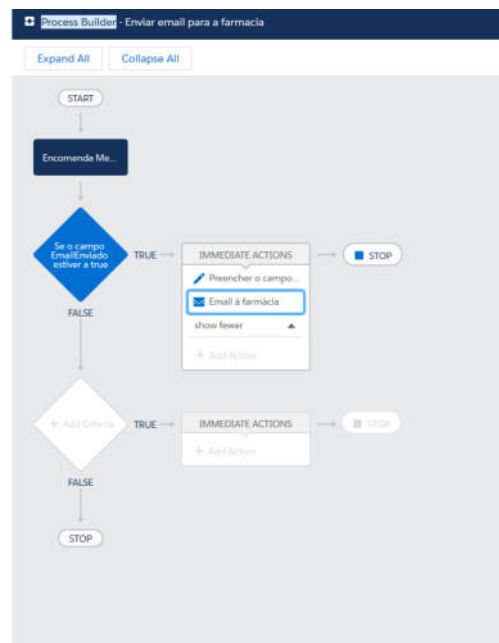 Process Builder - Enviar email para a farmacia
Expand All
Collapse All
START
Encomenda Me...
Se o campo
EmailEnviado
estiver a true
TRUE
IMMEDIATE ACTIONS
STOP
Preencher o campo...
Email à farmácia
show fewer
+ Add Action
FALSE
+ Add Criteria
TRUE
IMMEDIATE ACTIONS
STOP
+ Add Action
FALSE
STOP